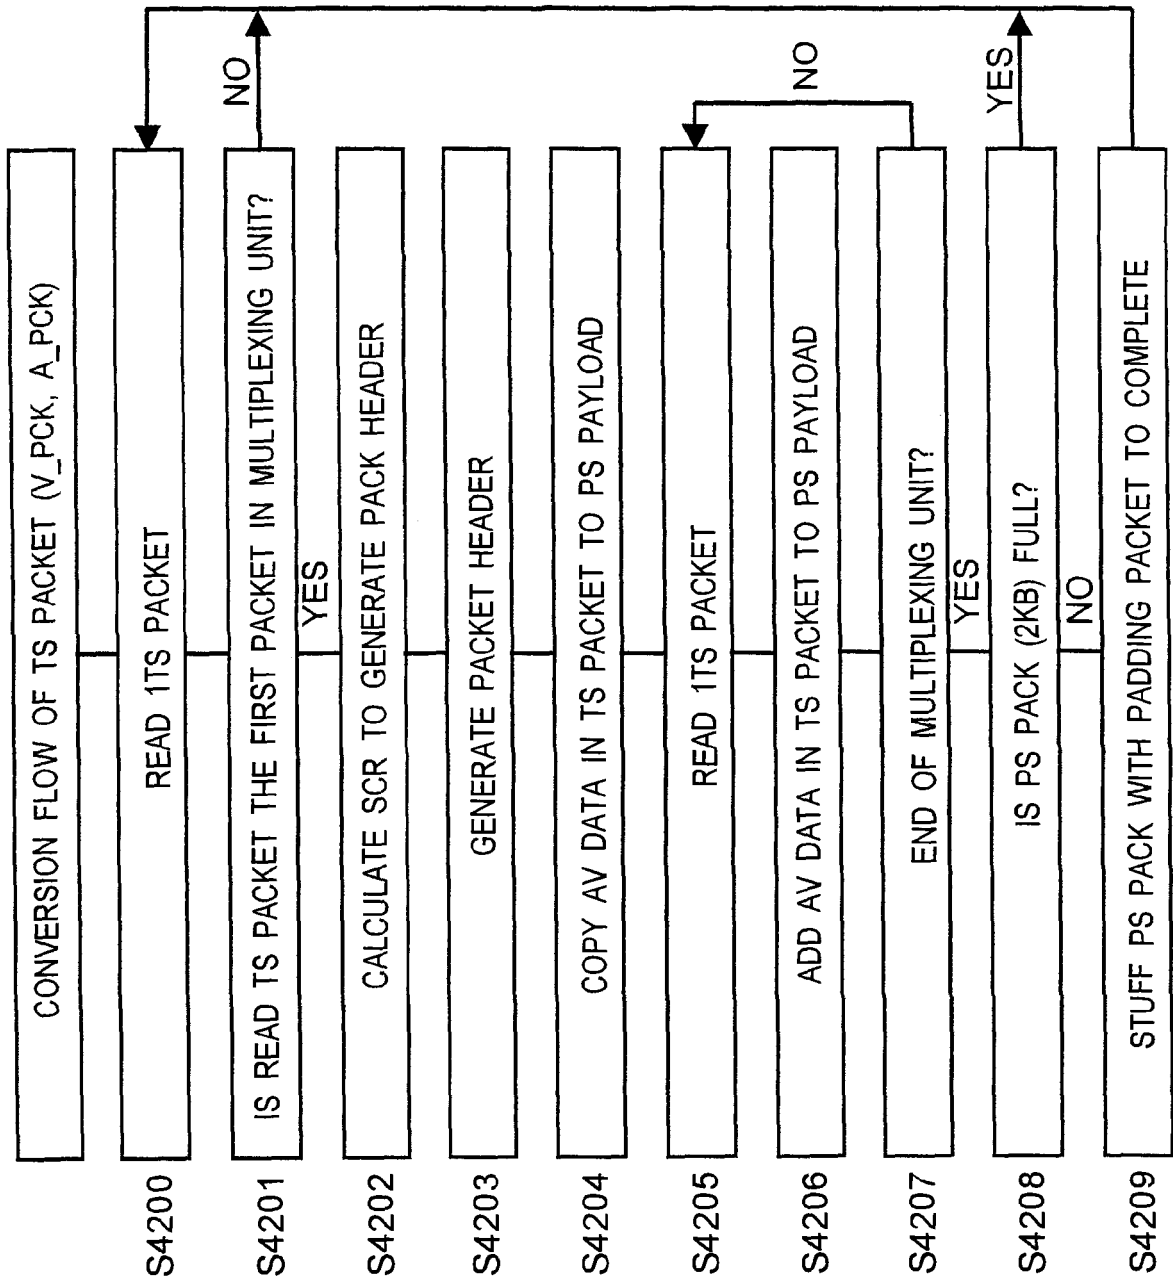 CONVERSION FLOW OF TS PACKET (V_PCK, A_PCK)
S4200
READ 1TS PACKET
S4201
IS READ TS PACKET THE FIRST PACKET IN MULTIPLEXING UNIT?
NO
YES
S4202
CALCULATE SCR TO GENERATE PACK HEADER
S4203
GENERATE PACKET HEADER
S4204
COPY AV DATA IN TS PACKET TO PS PAYLOAD
S4205
READ 1TS PACKET
S4206
ADD AV DATA IN TS PACKET TO PS PAYLOAD
NO
S4207
END OF MULTIPLEXING UNIT?
YES
S4208
IS PS PACK (2KB) FULL?
YES
NO
S4209
STUFF PS PACK WITH PADDING PACKET TO COMPLETE